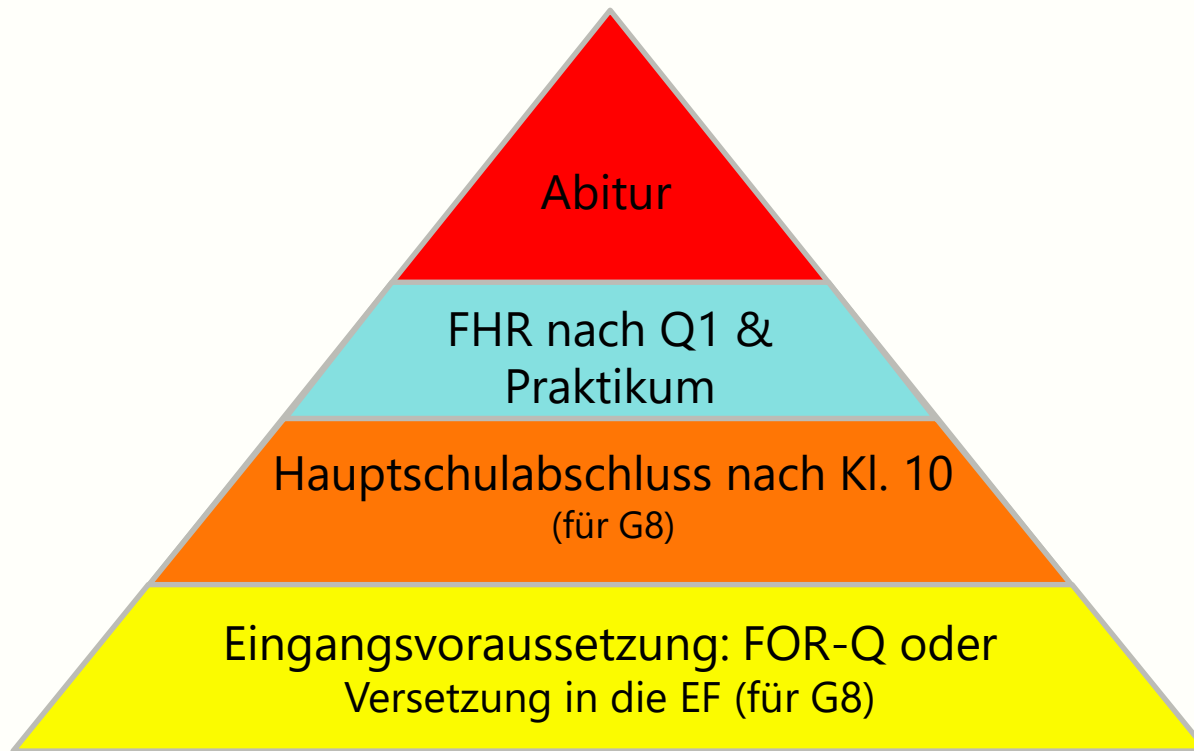 Abitur
FHR nach Q1 &
Praktikum
Hauptschulabschluss nach Kl. 10
(für G8)
Eingangsvoraussetzung: FOR-Q oder
Versetzung in die EF (für G8)